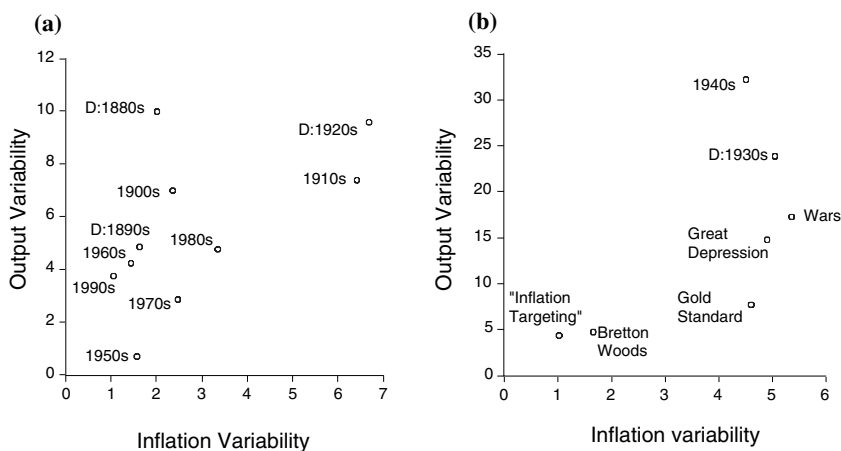 (a)
Output Variability
12
10
8
6
4
2
0
D:1880s
D:1920s
1910s
1900s
D:1890s
1980s
1960s
1990s
1970s
1950s
0 1 2 3 4 5 6 7
Inflation Variability
(b)
Output Variability
35
30
25
20
15
10
5
0
1940s
D:1930s
Wars
Great
Depression
"Inflation
Targeting"
Gold
Standard
Bretton
Woods
0 1 2 3 4 5 6
Inflation variability